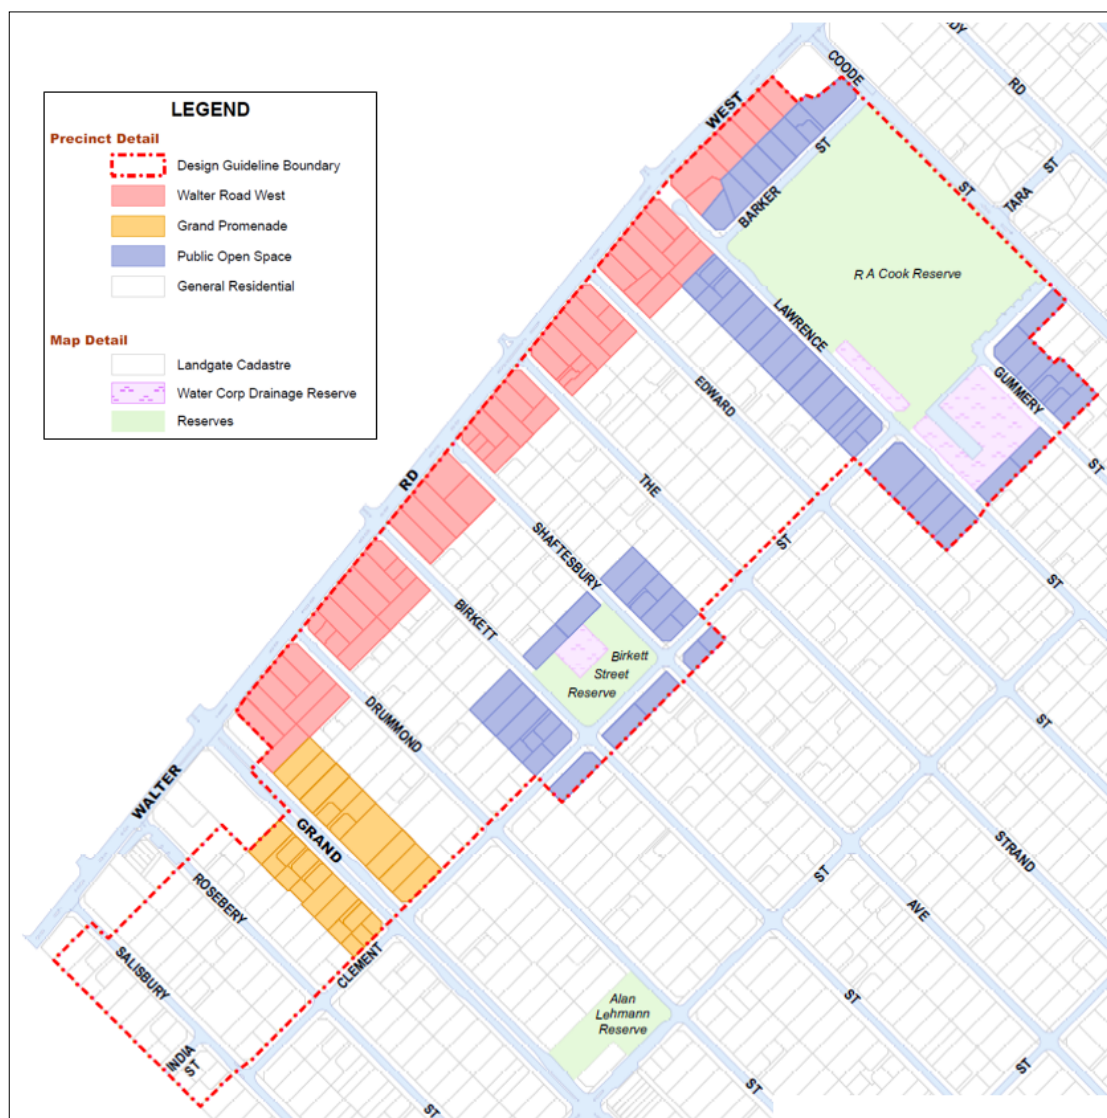 LEGEND
Precinct Detail
Design Guideline Boundary
Walter Road West
Grand Promenade
Public Open Space
General Residential
Map Detail
Landgate Cadastre
Water Corp Drainage Reserve
Reserves
DY
RD
COODE
ST
WEST
ST
TARA
ST
BARKER
R A Cook Reserve
LAWRENCE
GUMMERY
ST
EDWARD
RD
THE
ST
SHAFTESBURY
ST
BIRKETT
Birkett
Street
Reserve
DRUMMOND
ST
WALTER
GRAND
STRAND
ST
ROSEBERY
AVE
CLEMENT
SALISBURY
Alan
Lehmann
Reserve
ST
INDIA
ST
ST
ST
ST